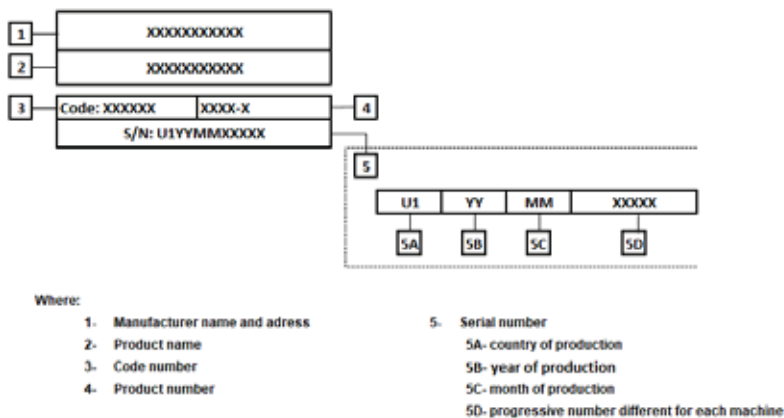 1
XXXXXXXXXXX
2
XXXXXXXXXXX
3
Code: XXXXXX
XXXX-X
4
S/N: U1YYMMXXXXX
5
U1 YY MM XXXXX
5A 5B 5C 5D
Where:
1- Manufacturer name and adress
2- Product name
3- Code number
4- Product number
5- Serial number
5A- country of production
5B- year of production
5C- month of production
5D- progressive number different for each machine